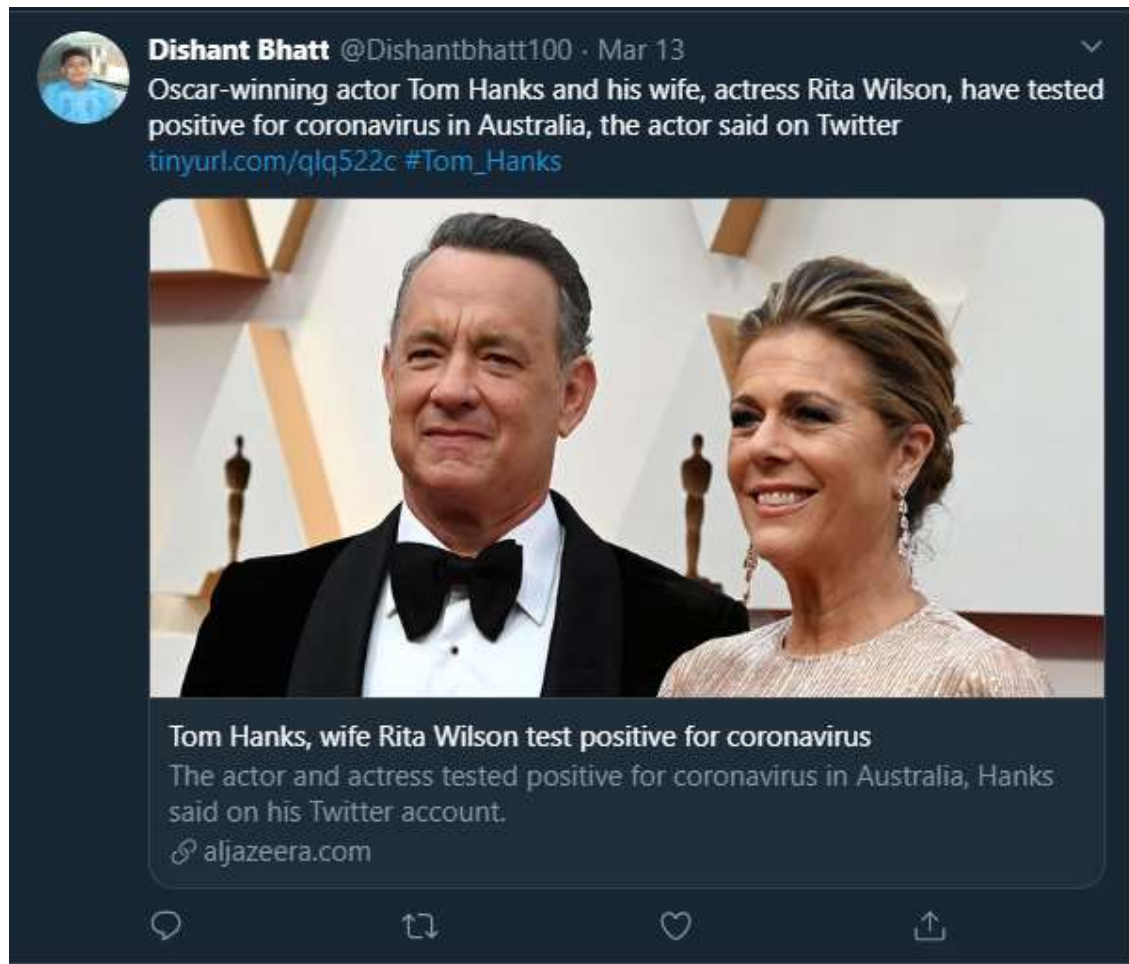 Dishant Bhatt @Dishantbhatt100 · Mar 13
Oscar-winning actor Tom Hanks and his wife, actress Rita Wilson, have tested
positive for coronavirus in Australia, the actor said on Twitter
tinyurl.com/qlq522c #Tom_Hanks
Tom Hanks, wife Rita Wilson test positive for coronavirus
The actor and actress tested positive for coronavirus in Australia, Hanks
said on his Twitter account.
aljazeera.com